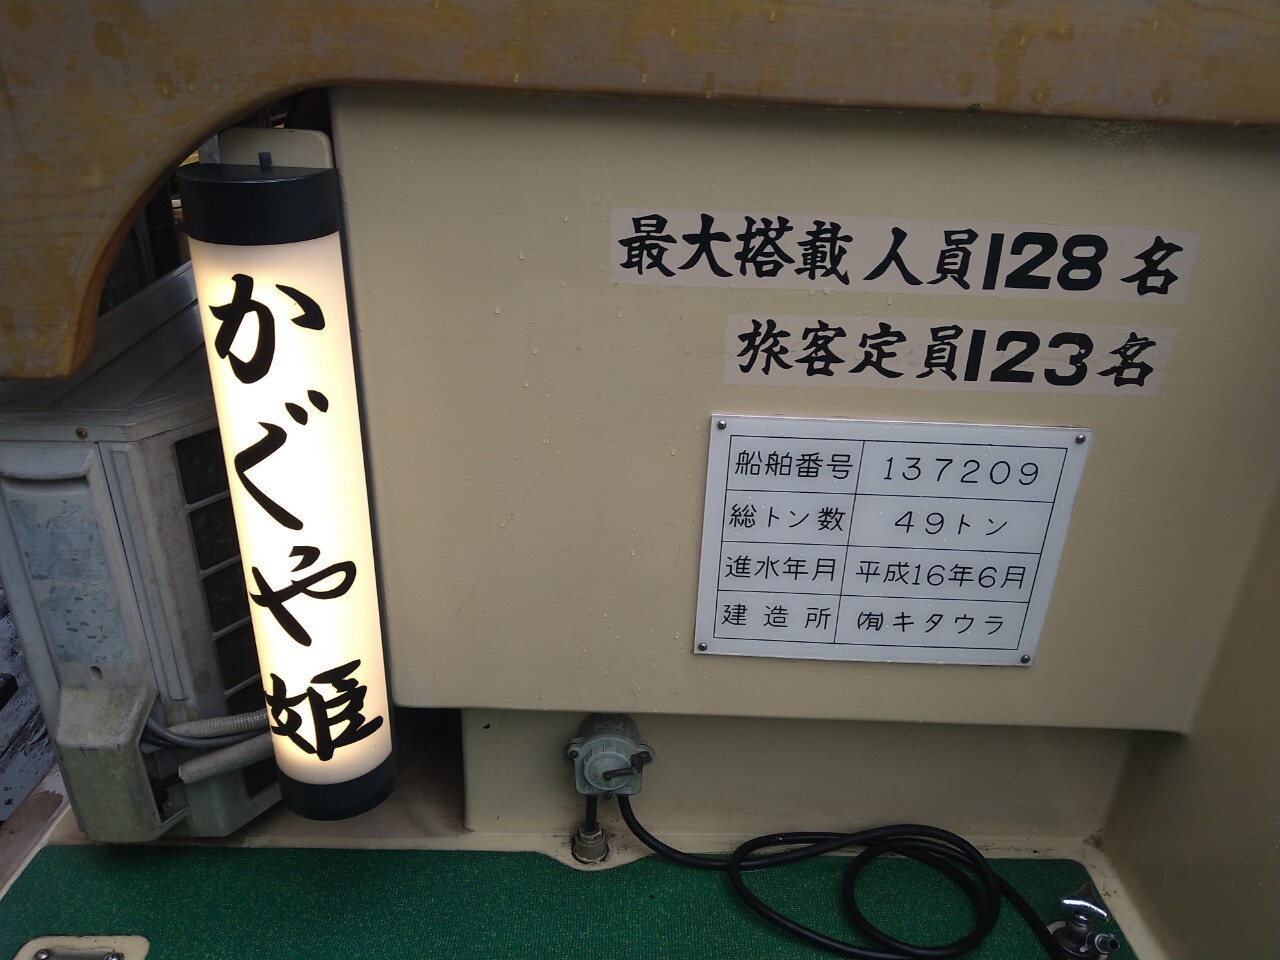 かぐや姫
最大搭載人員128名
旅客定員123名
船舶番号 137209
総トン数 49トン
進水年月 平成16年6月
建造所 ㈲キタウラ